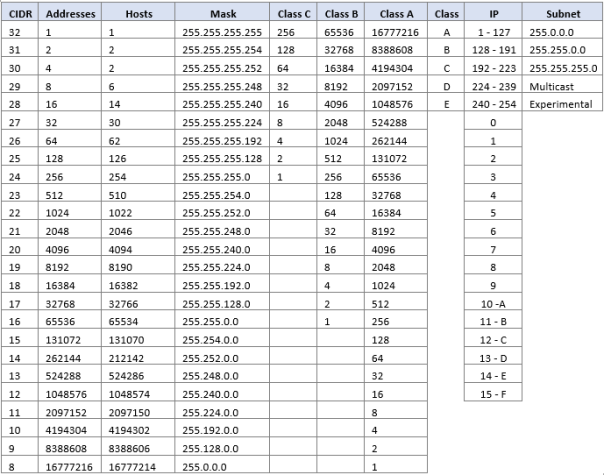 CIDR Addresses Hosts Mask Class C Class B Class A Class IP Subnet
32 1 1 255.255.255.255 256 65536 16777216 A 1 - 127 255.0.0.0
31 2 2 255.255.255.254 128 32768 8388608 B 128 - 191 255.255.0.0
30 4 2 255.255.255.252 64 16384 4194304 C 192 - 223 255.255.255.0
29 8 6 255.255.255.248 32 8192 2097152 D 224 - 239 Multicast
28 16 14 255.255.255.240 16 4096 1048576 E 240 - 254 Experimental
27 32 30 255.255.255.224 8 2048 524288 0
26 64 62 255.255.255.192 4 1024 262144 1
25 128 126 255.255.255.128 2 512 131072 2
24 256 254 255.255.255.0 1 256 65536 3
23 512 510 255.255.254.0 128 32768 4
22 1024 1022 255.255.252.0 64 16384 5
21 2048 2046 255.255.248.0 32 8192 6
20 4096 4094 255.255.240.0 16 4096 7
19 8192 8190 255.255.224.0 8 2048 8
18 16384 16382 255.255.192.0 4 1024 9
17 32768 32766 255.255.128.0 2 512 10 -A
16 65536 65534 255.255.0.0 1 256 11 - B
15 131072 131070 255.254.0.0 128 12 - C
14 262144 212142 255.252.0.0 64 13 - D
13 524288 524286 255.248.0.0 32 14 - E
12 1048576 1048574 255.240.0.0 16 15 - F
11 2097152 2097150 255.224.0.0 8
10 4194304 4194302 255.192.0.0 4
9 8388608 8388606 255.128.0.0 2
8 16777216 16777214 255.0.0.0 1